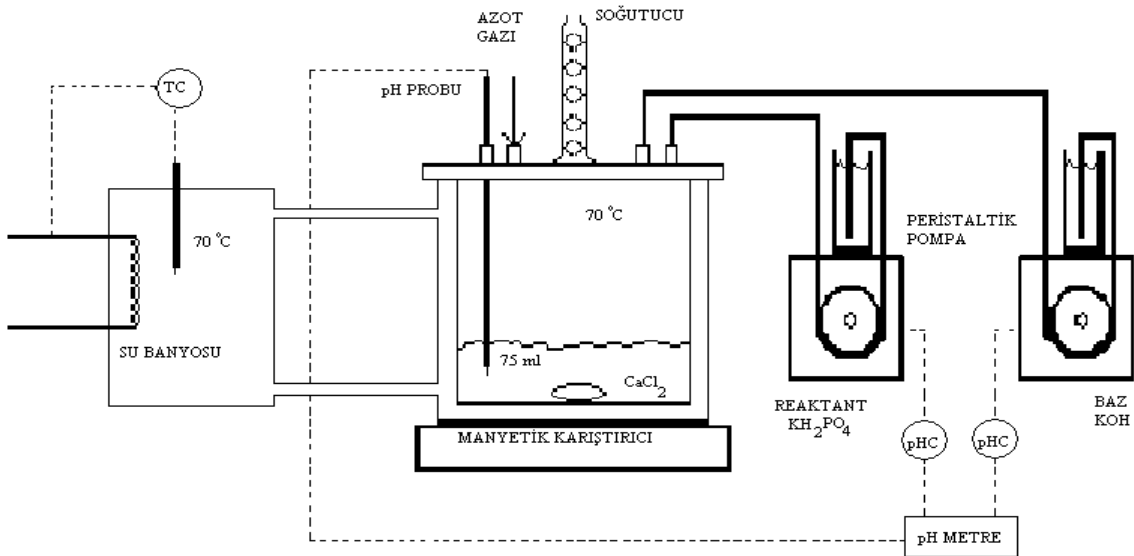 AZOT
GAZI
SOĞUTUCU
TC
pH PROBU
70 °C
70 °C
PERİSTALTİK
POMPA
SU BANYOSU
75 ml
CaCl2
REAKTANT
KH2PO4
BAZ
KOH
MANYETİK KARIŞTIRICI
pHC
pHC
pH METRE